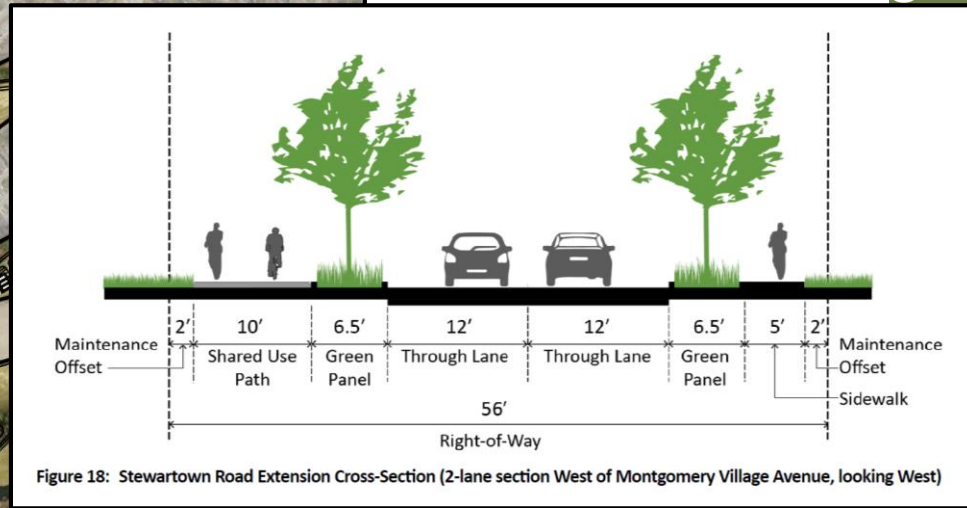 2’ 10’ 6.5’ 12’ 12’ 6.5’ 5’ 2’
Maintenance
Offset
Shared Use
Path
Green
Panel
Through Lane
Through Lane
Green
Panel
Maintenance
Offset
Sidewalk
56’
Right-of-Way
Figure 18: Stewartown Road Extension Cross-Section (2-lane section West of Montgomery Village Avenue, looking West)